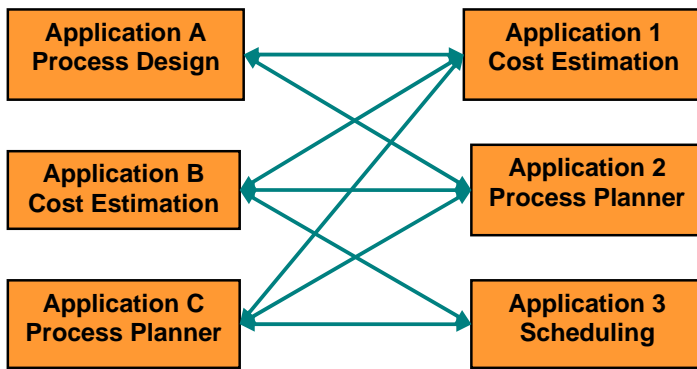 Application A
Process Design
Application 1
Cost Estimation
Application B
Cost Estimation
Application 2
Process Planner
Application C
Process Planner
Application 3
Scheduling